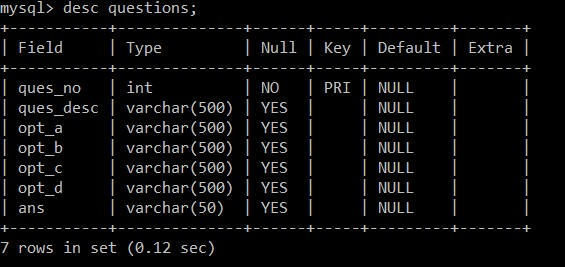 mysql> desc questions;
+-----------+--------------+------+-----+---------+-------+
| Field     | Type         | Null | Key | Default | Extra |
+-----------+--------------+------+-----+---------+-------+
| ques_no   | int          | NO   | PRI | NULL    |       |
| ques_desc | varchar(500) | YES  |     | NULL    |       |
| opt_a     | varchar(500) | YES  |     | NULL    |       |
| opt_b     | varchar(500) | YES  |     | NULL    |       |
| opt_c     | varchar(500) | YES  |     | NULL    |       |
| opt_d     | varchar(500) | YES  |     | NULL    |       |
| ans       | varchar(50)  | YES  |     | NULL    |       |
+-----------+--------------+------+-----+---------+-------+
7 rows in set (0.12 sec)